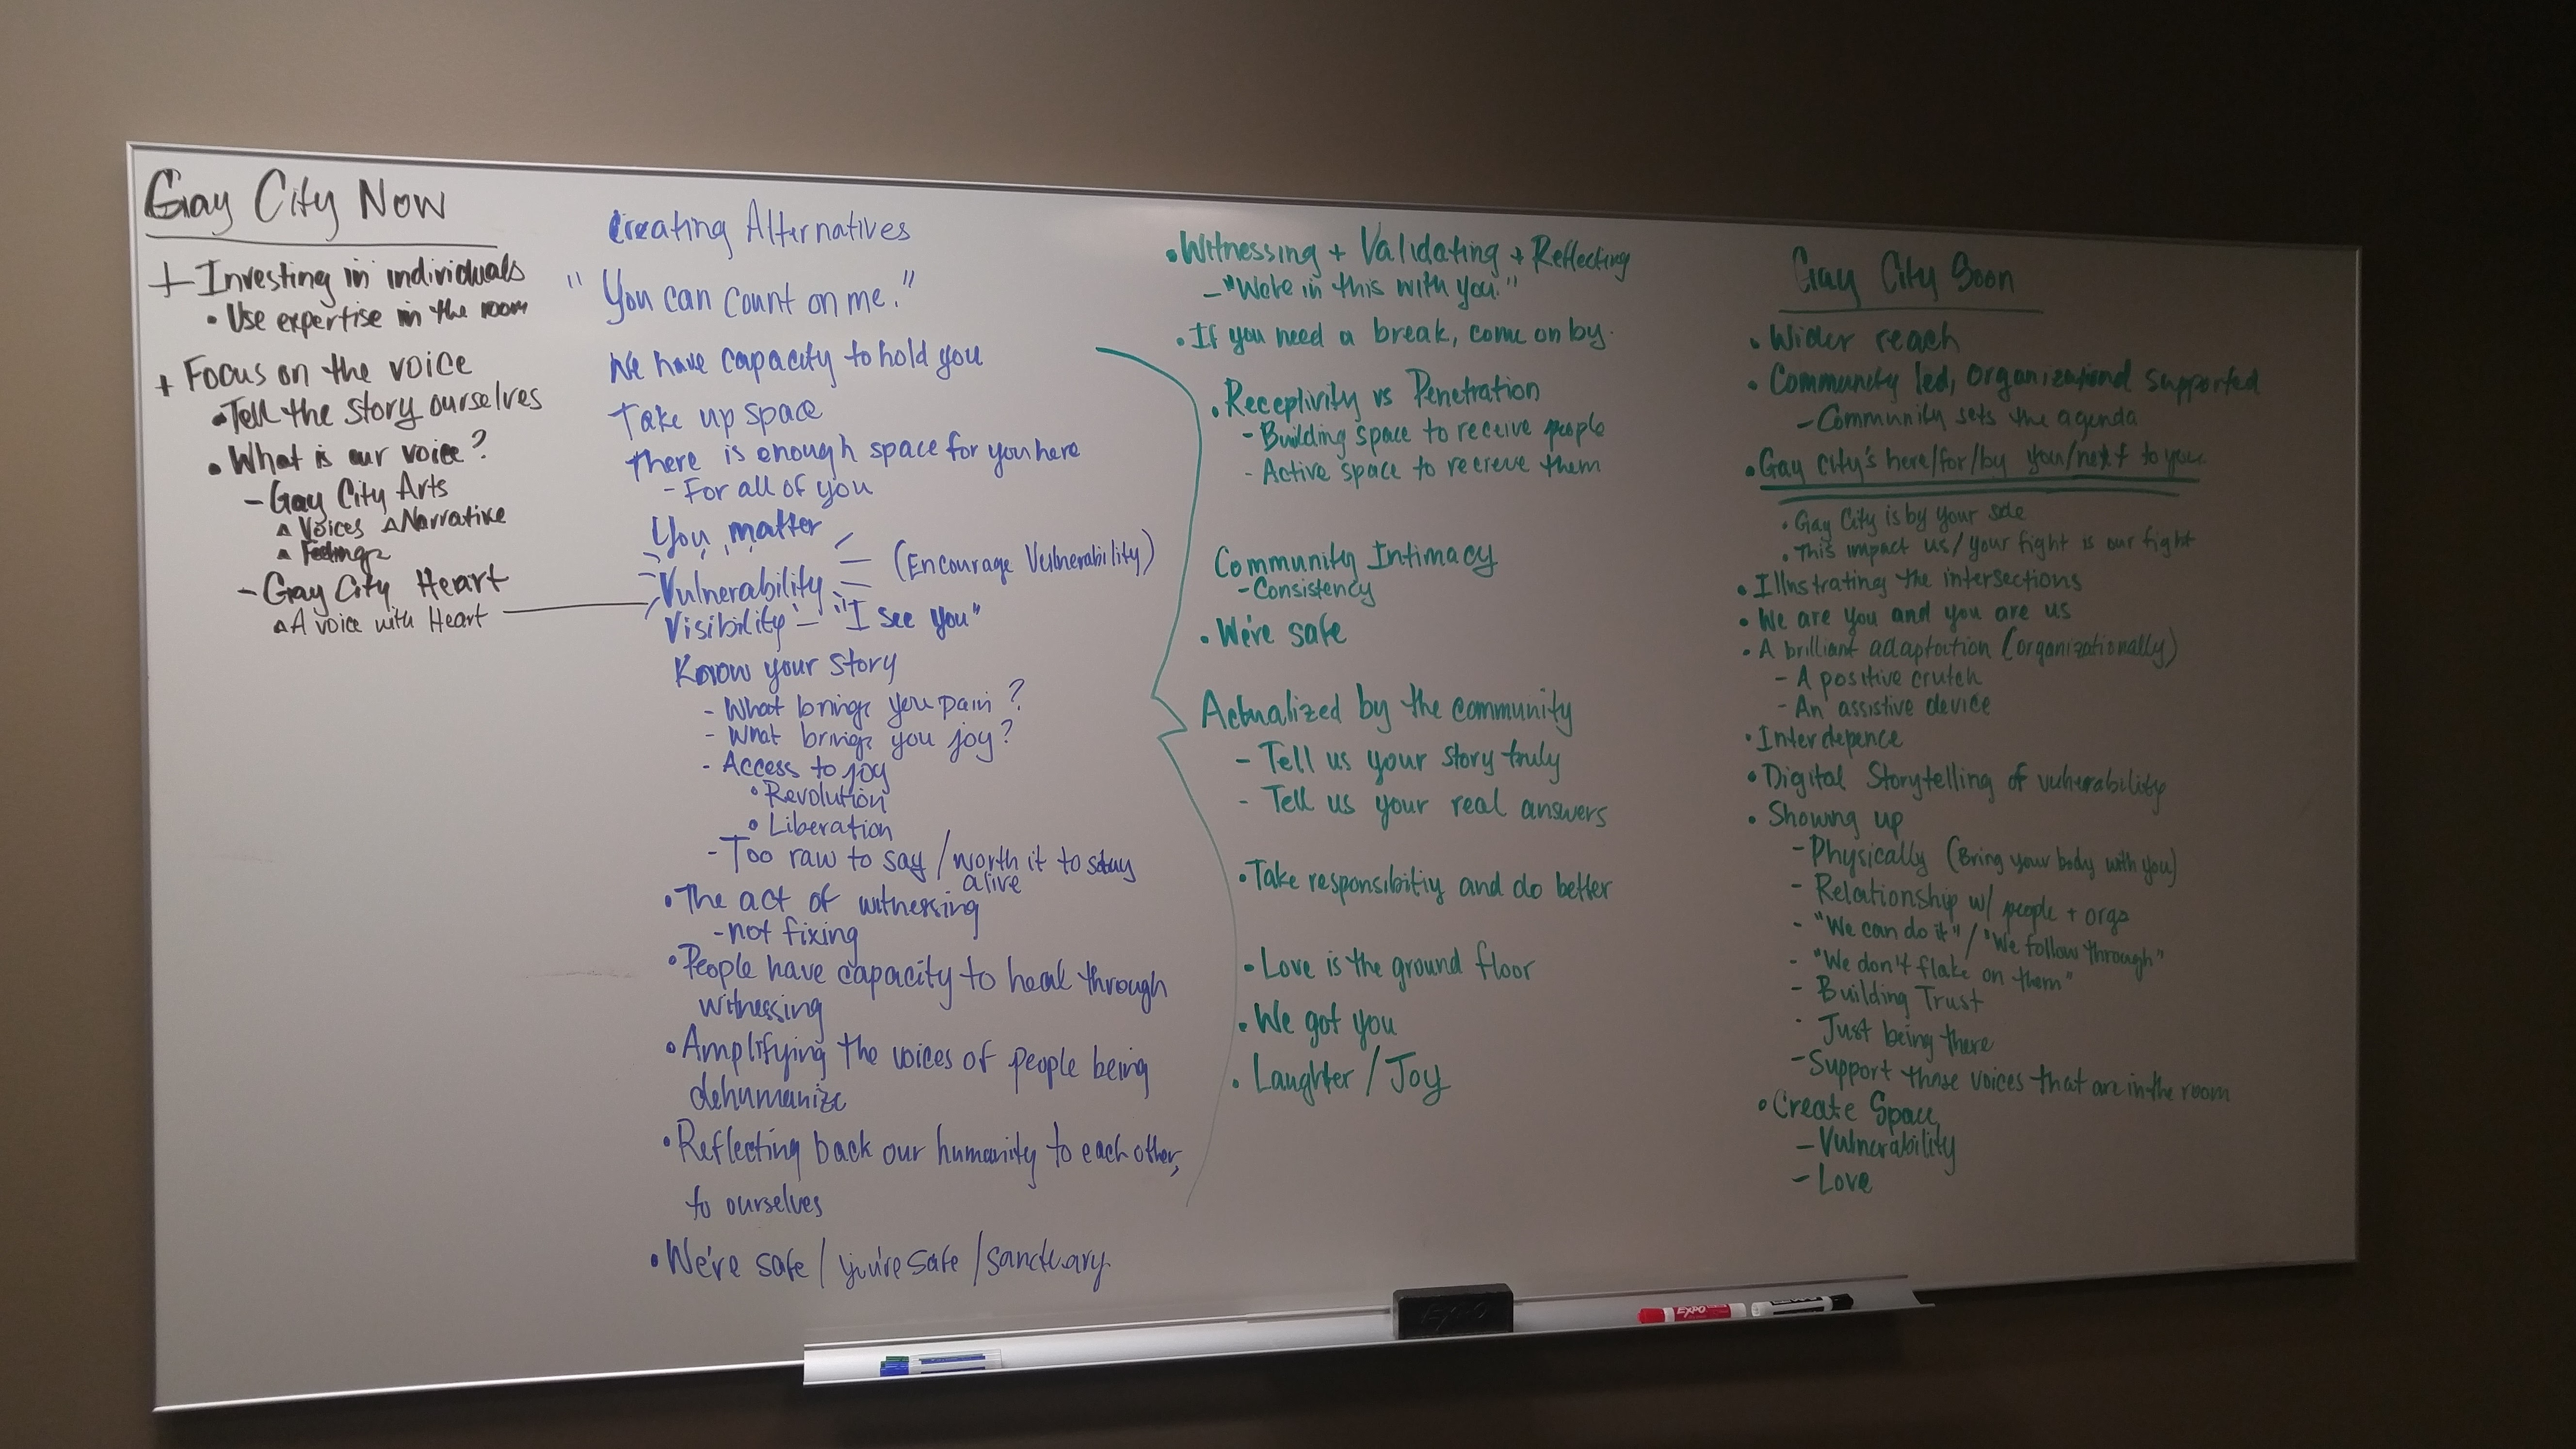 Gay City Now
+ Investing in individuals
• Use expertise in the room
+ Focus on the voice
• Tell the story ourselves
• What is our voice?
- Gay City Arts
△ Voices △ Narrative
△ Feelings
- Gay City Heart
△ A voice with Heart
Creating Alternatives
"You can count on me."
We have capacity to hold you
Take up space
There is enough space for you here
- For all of you
You matter
Vulnerability (Encourage Vulnerability)
Visibility - "I see you"
Know your story
- What brings you pain?
- What brings you joy?
- Access to joy
• Revolution
• Liberation
- Too raw to say / worth it to stay
alive
• The act of witnessing
- not fixing
• People have capacity to heal through
witnessing
• Amplifying the voices of people being
dehumanize
• Reflecting back our humanity to each other,
to ourselves
• We're safe / you're safe / sanctuary
• Witnessing + Validating + Reflecting
- "We're in this with you."
• If you need a break, come on by.
• Receptivity vs Penetration
- Building space to receive people
- Active space to recieve them
Community Intimacy
- Consistency
• We're safe
Actualized by the community
- Tell us your story truly
- Tell us your real answers
• Take responsibitiy and do better
• Love is the ground floor
• We got you
• Laughter / Joy
Gay City Soon
• Wider reach
• Community led, organizational supported
- Community sets the agenda
• Gay City's here/for/by you/next to you
• Gay City is by your side
• This impact us / your fight is our fight
• Illustrating the intersections
• We are you and you are us
• A brilliant adaptation (organizationally)
- A positive crutch
- An assistive device
• Interdepence
• Digital Storytelling of vulnerability
• Showing up
- Physically (Bring your body with you)
- Relationship w/ people + orgs
- "We can do it" / "We follow through"
- "We don't flake on them"
- Building Trust
- Just being there
- Support those voices that are in the room
• Create Space
- Vulnerability
- Love
EXPO
EXPO